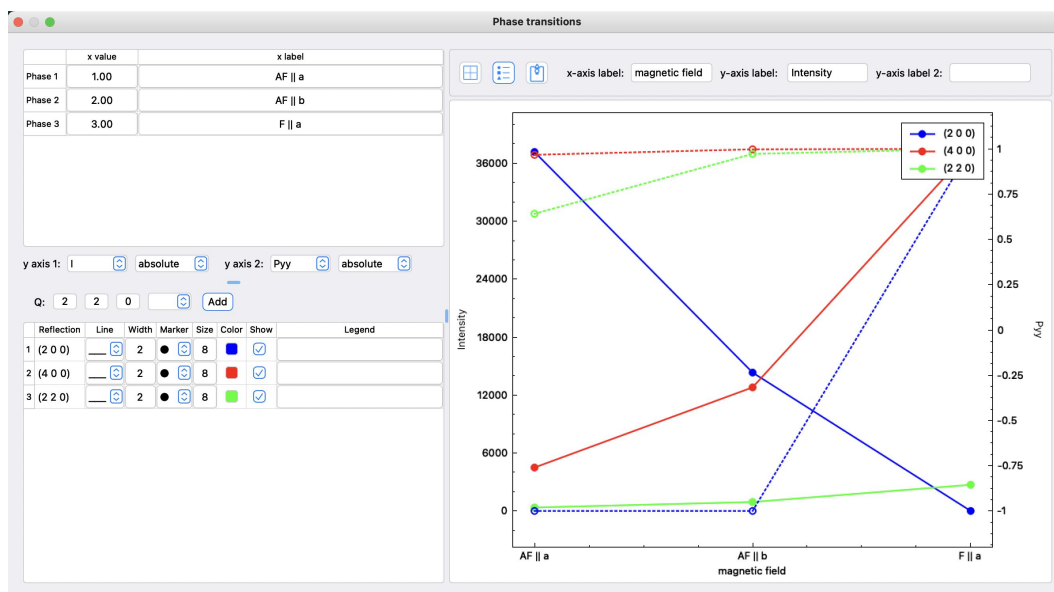 Phase transitions
x value x label
Phase 1 1.00 AF || a
Phase 2 2.00 AF || b
Phase 3 3.00 F || a
y axis 1: I absolute y axis 2: Pyy absolute
Q: 2 2 0 Add
Reflection Line Width Marker Size Color Show Legend
1 (2 0 0) 2 8
2 (4 0 0) 2 8
3 (2 2 0) 2 8
x-axis label: magnetic field y-axis label: Intensity y-axis label 2:
(2 0 0)
(4 0 0)
(2 2 0)
Intensity
36000
30000
24000
18000
12000
6000
0
1
0.75
0.5
0.25
0
-0.25
-0.5
-0.75
-1
Pyy
AF || a AF || b F || a
magnetic field